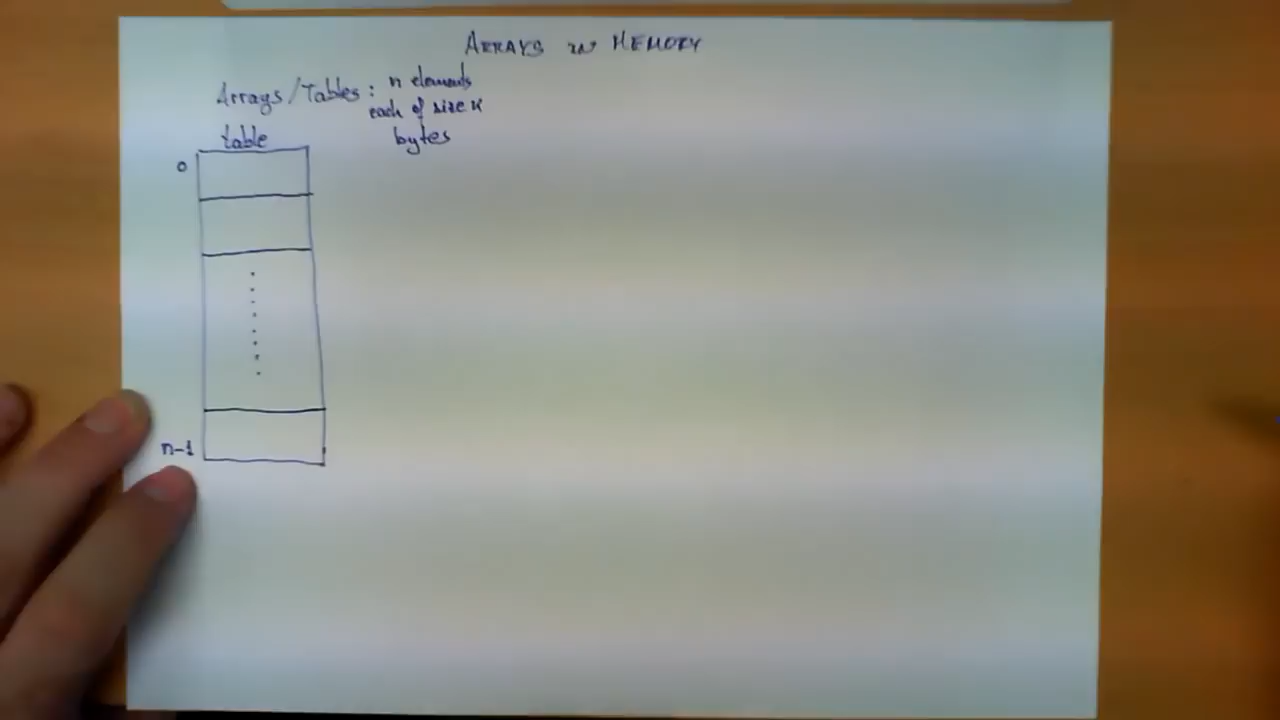 ARRAYS IN MEMORY
Arrays/Tables: n elements
each of size k
bytes
table
0
n-1